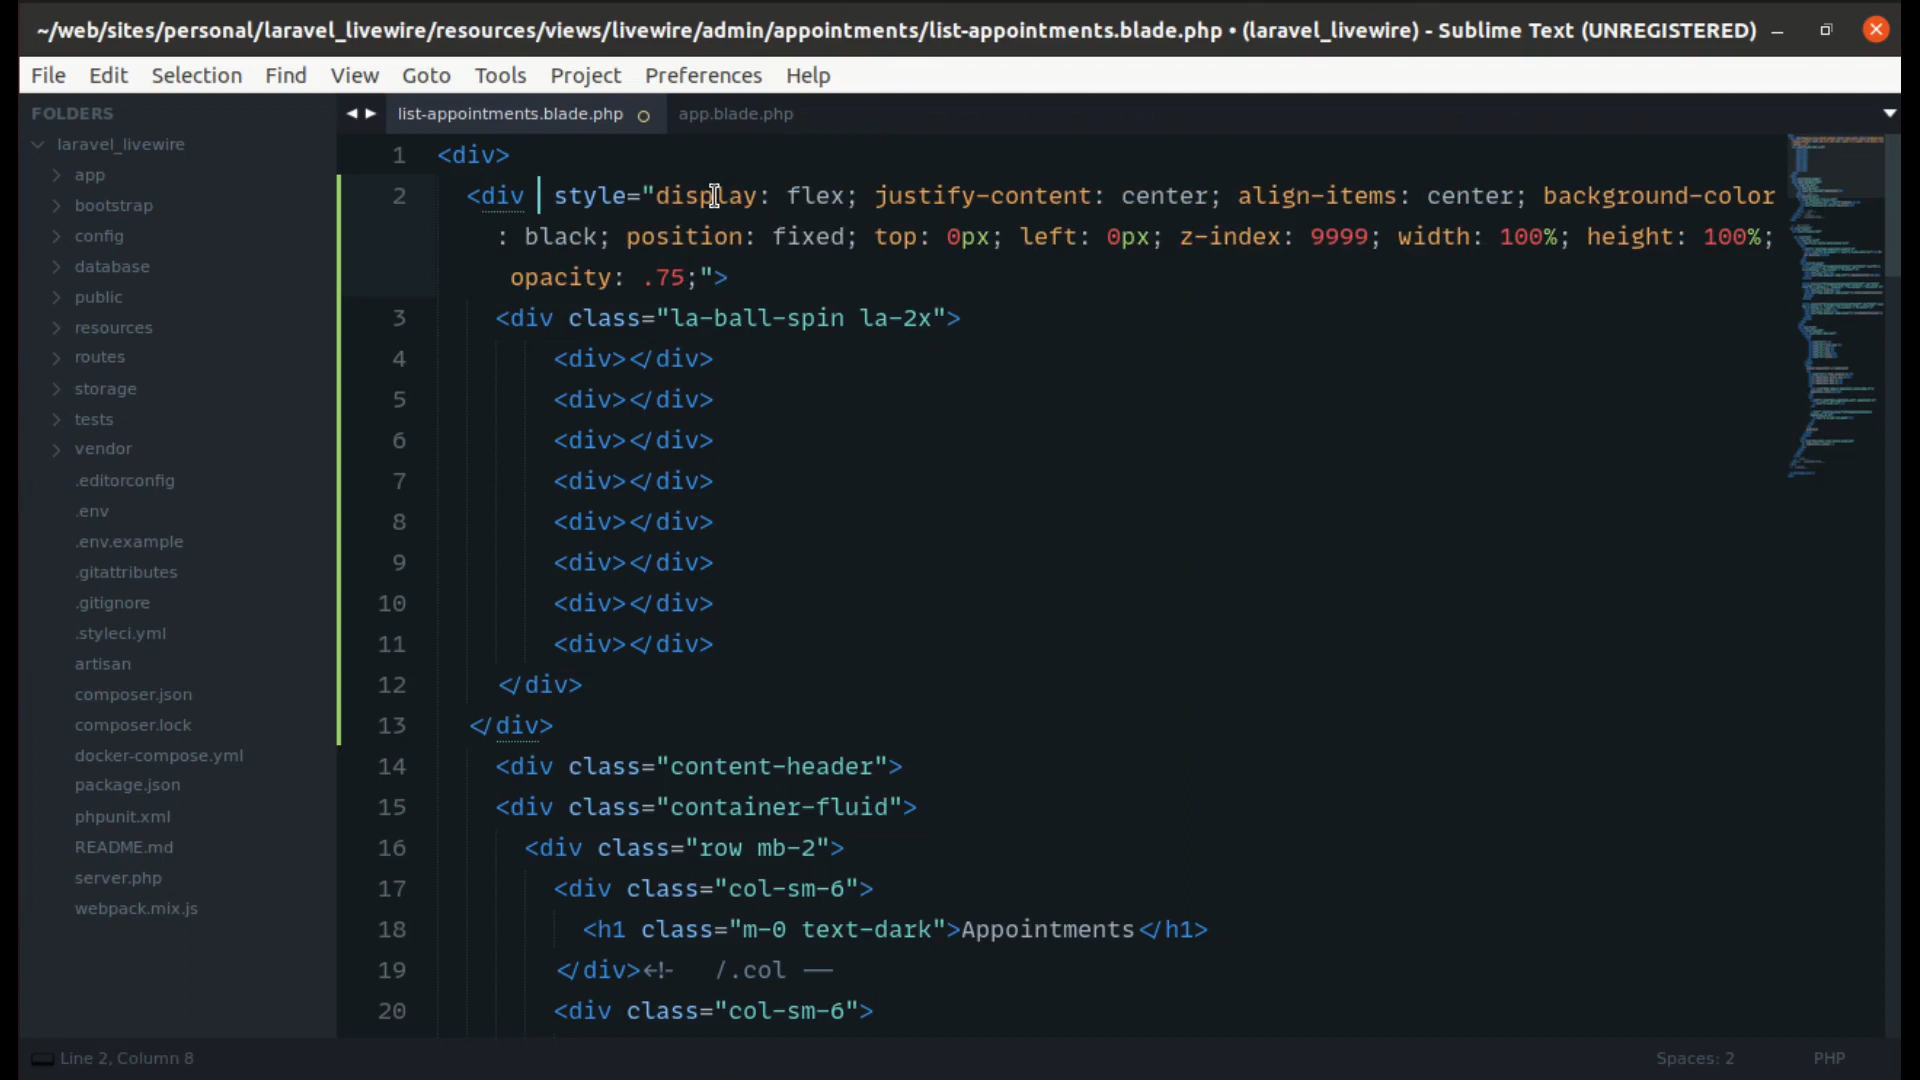 ~/web/sites/personal/laravel_livewire/resources/views/livewire/admin/appointments/list-appointments.blade.php • (laravel_livewire) - Sublime Text (UNREGISTERED)
File Edit Selection Find View Goto Tools Project Preferences Help
FOLDERS
laravel_livewire
app
bootstrap
config
database
public
resources
routes
storage
tests
vendor
.editorconfig
.env
.env.example
.gitattributes
.gitignore
.styleci.yml
artisan
composer.json
composer.lock
docker-compose.yml
package.json
phpunit.xml
README.md
server.php
webpack.mix.js
list-appointments.blade.php app.blade.php
1 <div>
2 <div  style="display: flex; justify-content: center; align-items: center; background-color
: black; position: fixed; top: 0px; left: 0px; z-index: 9999; width: 100%; height: 100%;
opacity: .75;">
3 <div class="la-ball-spin la-2x">
4 <div></div>
5 <div></div>
6 <div></div>
7 <div></div>
8 <div></div>
9 <div></div>
10 <div></div>
11 <div></div>
12 </div>
13 </div>
14 <div class="content-header">
15 <div class="container-fluid">
16 <div class="row mb-2">
17 <div class="col-sm-6">
18 <h1 class="m-0 text-dark">Appointments</h1>
19 </div><!- /.col —
20 <div class="col-sm-6">
Line 2, Column 8 Spaces: 2 PHP